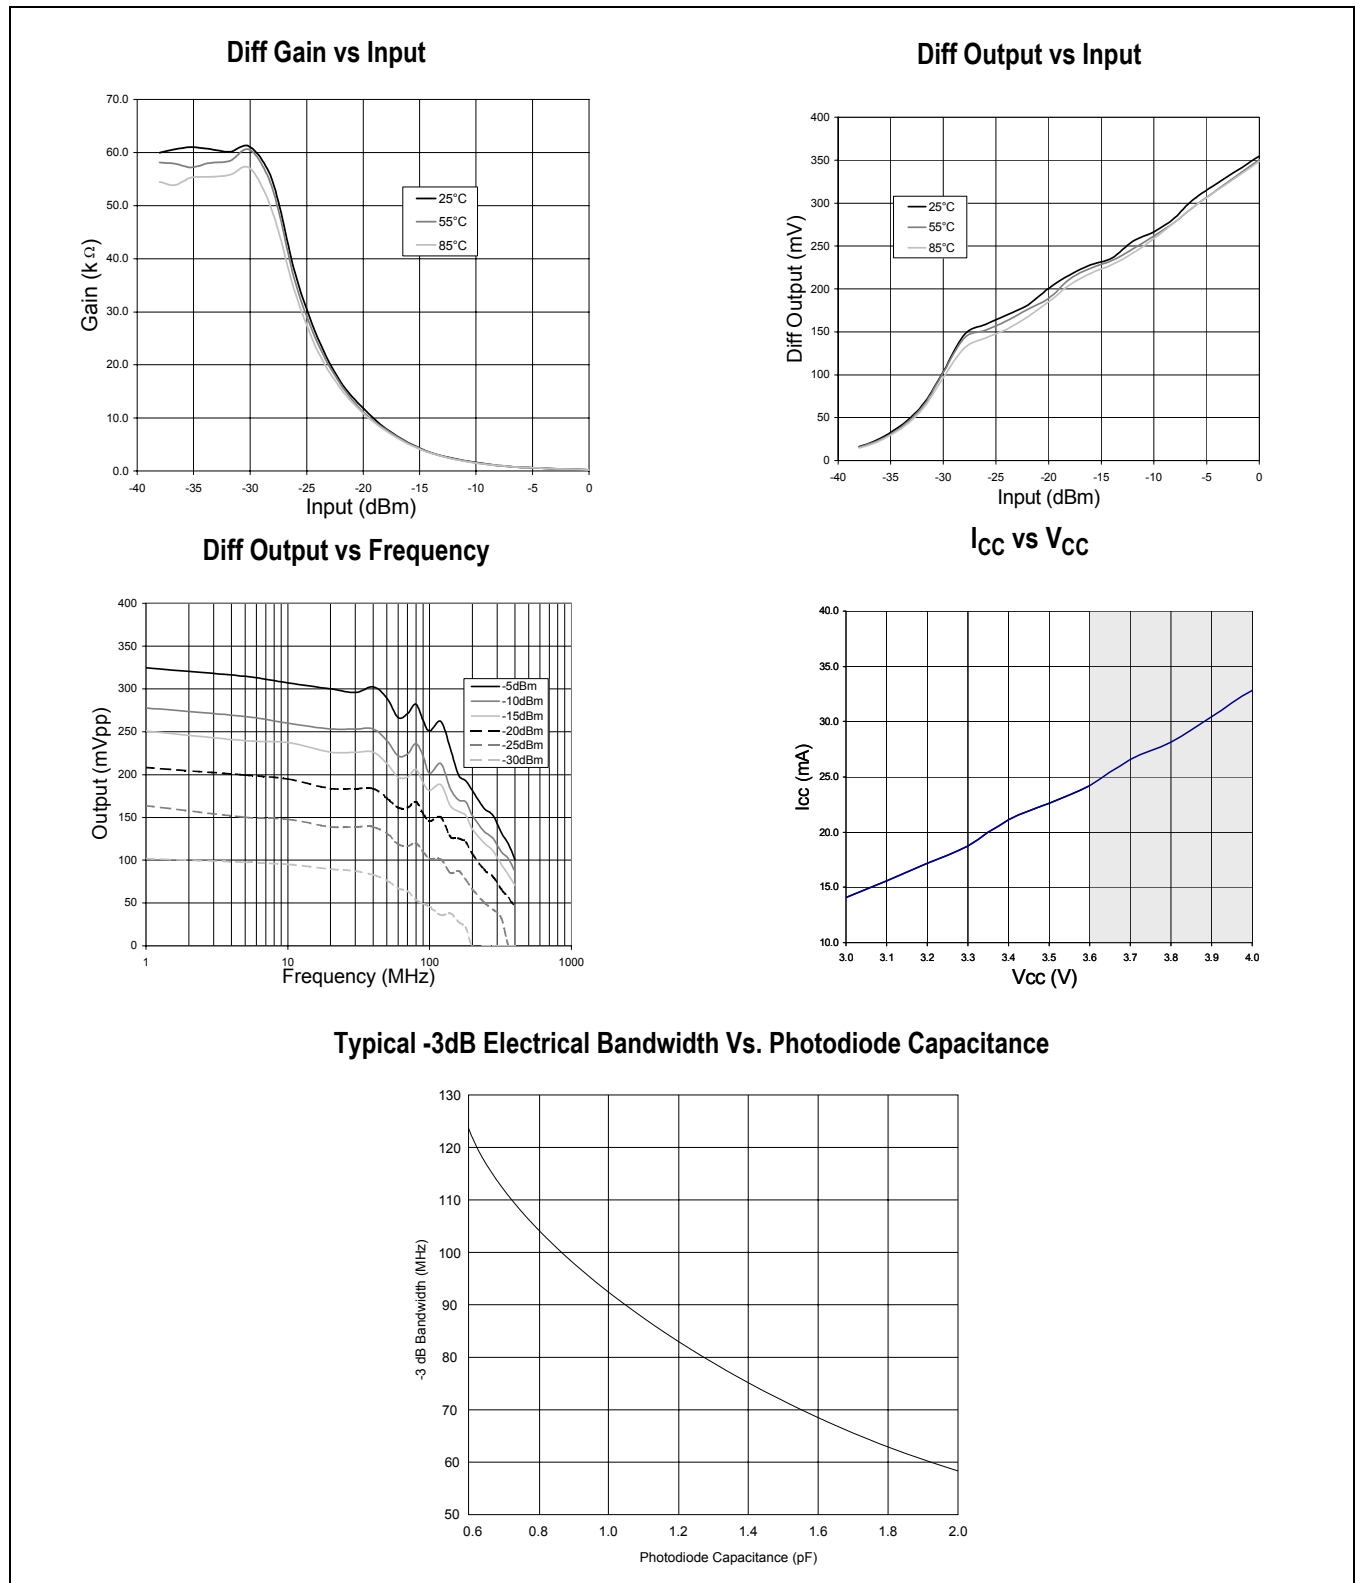 Diff Gain vs Input
70.0
60.0
50.0
40.0
30.0
20.0
10.0
0.0
Gain (k Ω)
25°C
55°C
85°C
-40 -35 -30 -25 -20 -15 -10 -5 0
Input (dBm)
Diff Output vs Input
400
350
300
250
200
150
100
50
0
Diff Output (mV)
25°C
55°C
85°C
-40 -35 -30 -25 -20 -15 -10 -5 0
Input (dBm)
Diff Output vs Frequency
400
350
300
250
200
150
100
50
0
Output (mVpp)
-5dBm
-10dBm
-15dBm
-20dBm
-25dBm
-30dBm
1 10 100 1000
Frequency (MHz)
ICC vs VCC
40.0
35.0
30.0
25.0
20.0
15.0
10.0
Icc (mA)
3.0 3.1 3.2 3.3 3.4 3.5 3.6 3.7 3.8 3.9 4.0
Vcc (V)
Typical -3dB Electrical Bandwidth Vs. Photodiode Capacitance
130
120
110
100
90
80
70
60
50
-3 dB Bandwidth (MHz)
0.6 0.8 1.0 1.2 1.4 1.6 1.8 2.0
Photodiode Capacitance (pF)